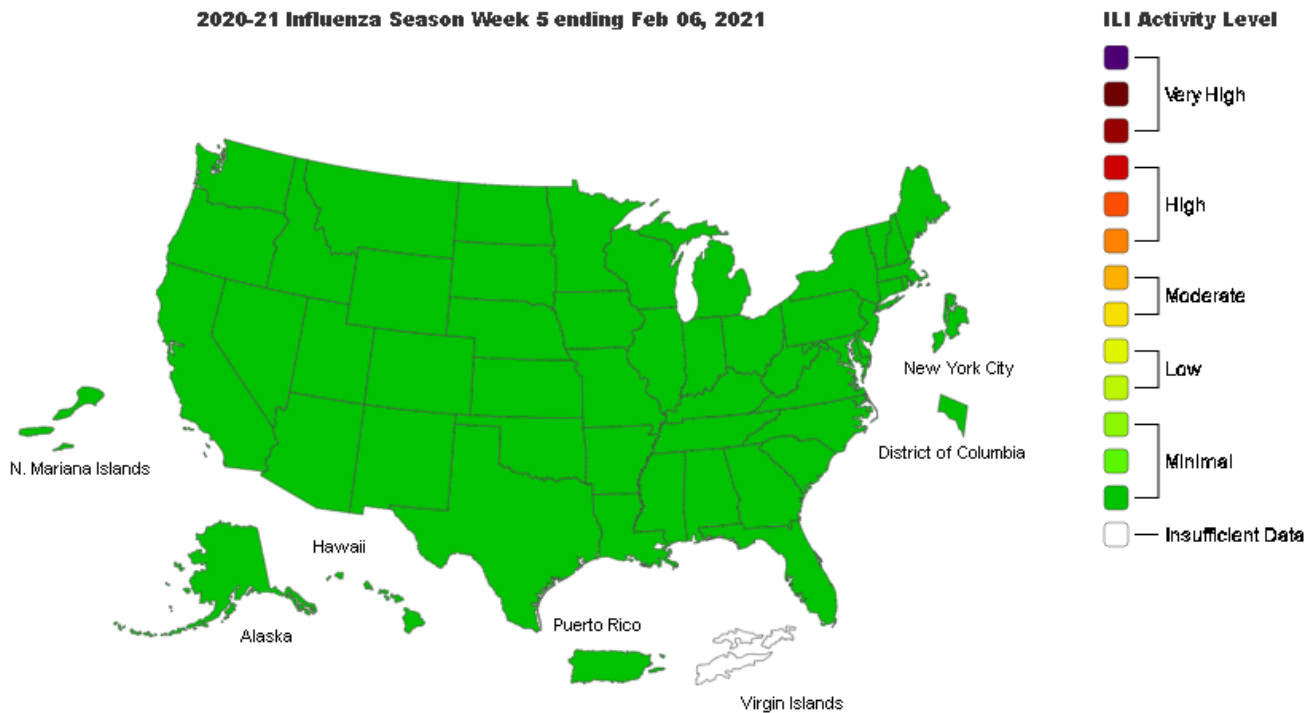 2020-21 Influenza Season Week 5 ending Feb 06, 2021
ILI Activity Level
Very High
High
Moderate
Low
Minimal
Insufficient Data
New York City
District of Columbia
N. Mariana Islands
Hawaii
Alaska
Puerto Rico
Virgin Islands